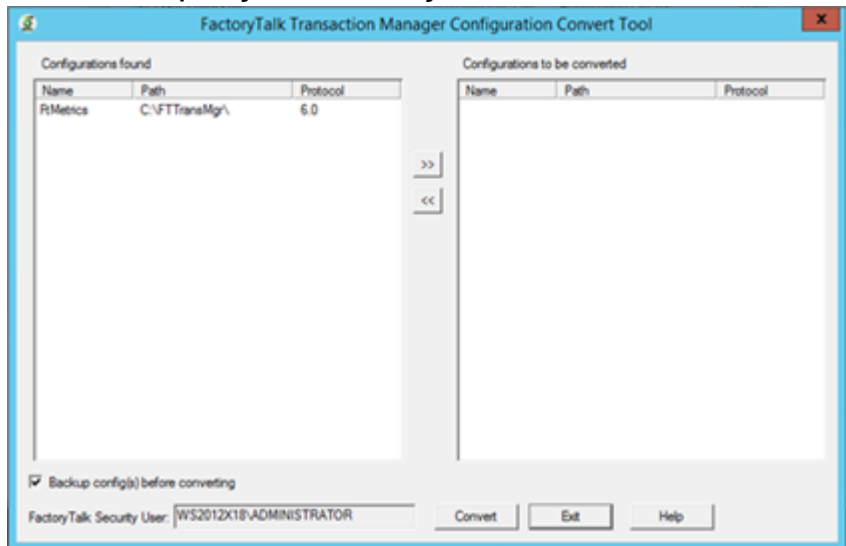 FactoryTalk Transaction Manager Configuration Convert Tool
x
Configurations found
Configurations to be converted
Name Path Protocol
Name Path Protocol
RtMetrics C:\FTTransMgr\ 6.0
>>
<<
Backup config(s) before converting
FactoryTalk Security User: WS2012X18\ADMINISTRATOR Convert Exit Help